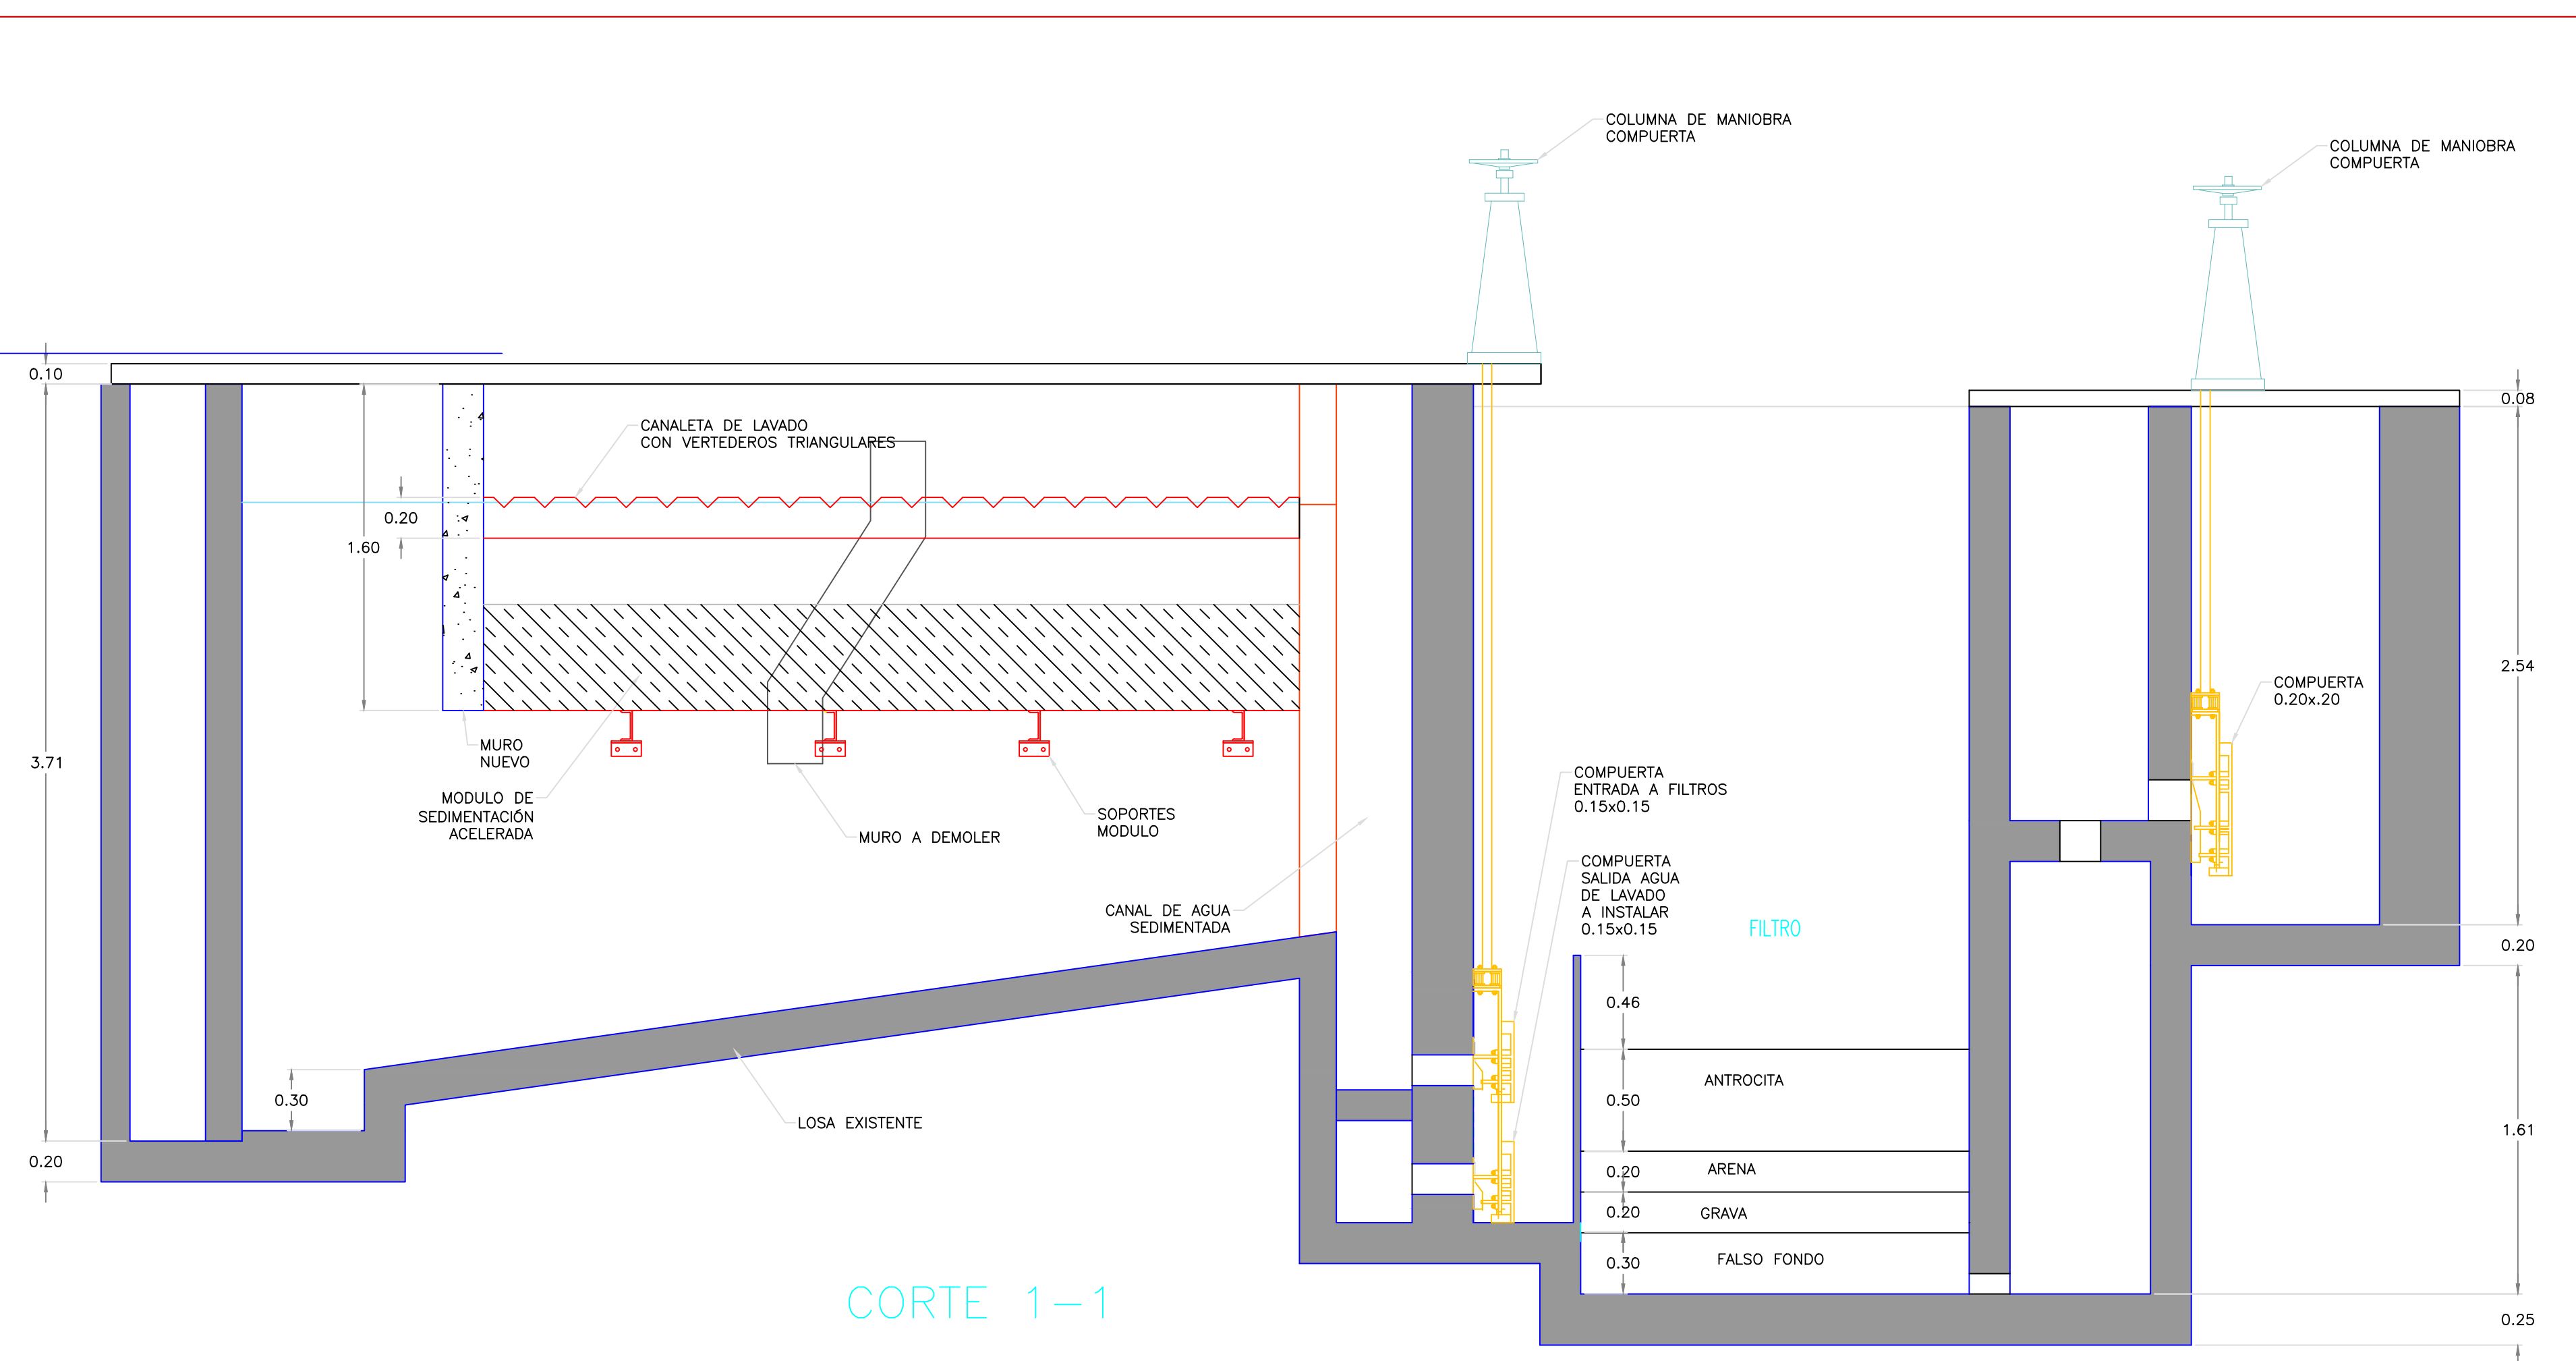 COLUMNA DE MANIOBRA
COMPUERTA
COLUMNA DE MANIOBRA
COMPUERTA
0.10
0.08
CANALETA DE LAVADO
CON VERTEDEROS TRIANGULARES
0.20
1.60
2.54
COMPUERTA
0.20x.20
MURO
NUEVO
3.71
COMPUERTA
ENTRADA A FILTROS
0.15x0.15
MODULO DE
SEDIMENTACIÓN
ACELERADA
SOPORTES
MODULO
MURO A DEMOLER
COMPUERTA
SALIDA AGUA
DE LAVADO
A INSTALAR
0.15x0.15
CANAL DE AGUA
SEDIMENTADA
FILTRO
0.20
0.46
ANTROCITA
0.30
0.50
LOSA EXISTENTE
1.61
0.20
0.20
ARENA
0.20
GRAVA
0.30
FALSO FONDO
CORTE 1-1
0.25